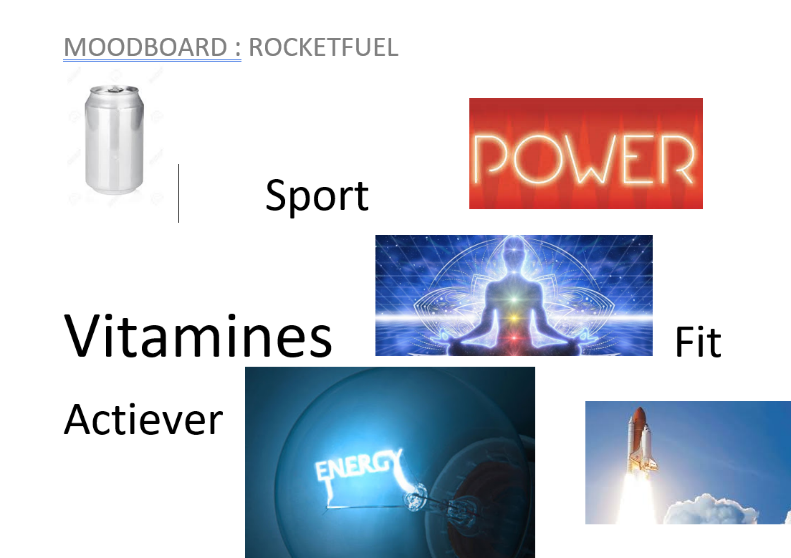 MOODBOARD : ROCKETFUEL
POWER
Sport
Vitamines
Fit
Actiever
ENERGY